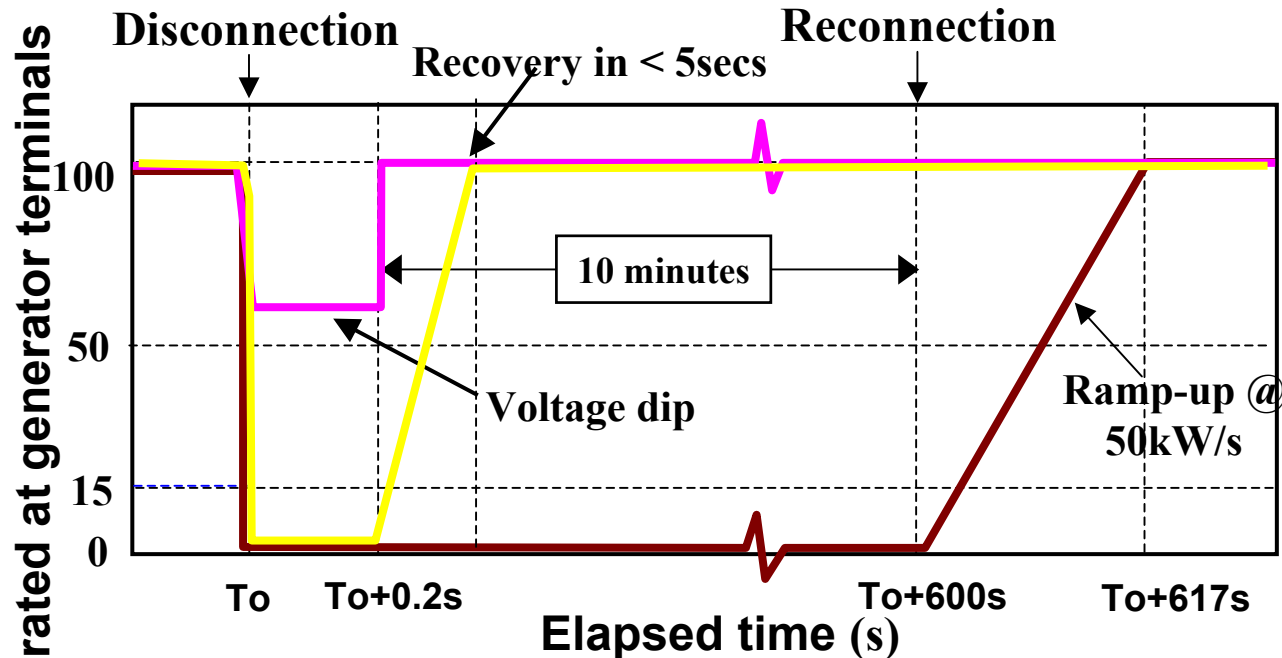 Disconnection
Reconnection
Recovery in < 5secs
rated at generator terminals
100
50
15
0
10 minutes
Voltage dip
Ramp-up @
50kW/s
To
To+0.2s
To+600s
To+617s
Elapsed time (s)